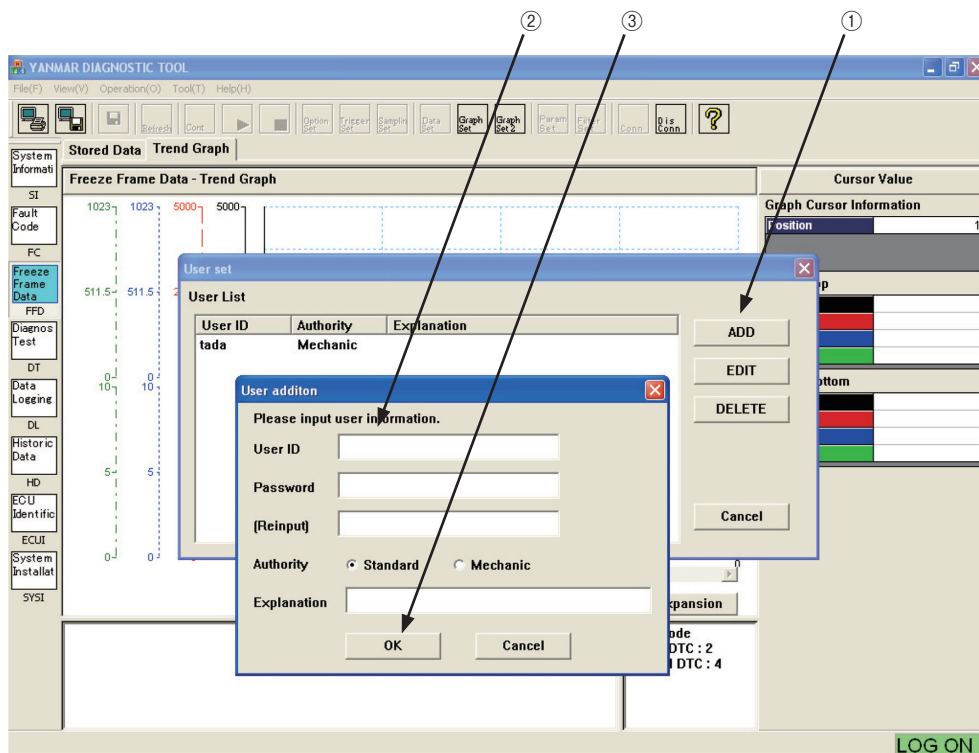 ② ③ ①
YANMAR DIAGNOSTIC TOOL
File(F) View(V) Operation(O) Tool(T) Help(H)
Refresh Cont Option Set Trigger Set Samplin Set Data Set Graph Set Graph Set 2 Param Set Filter Set Conn Dis Conn
System Informati
SI
Fault Code
FC
Freeze Frame Data
FFD
Diagnos Test
DT
Data Logging
DL
Historic Data
HD
ECU Identific
ECUI
System Installat
SYSI
Stored Data Trend Graph
Freeze Frame Data - Trend Graph
1023 1023 5000 5000
511.5 511.5 2
0 0
10 10
5 5
0 0
Cursor Value
Graph Cursor Information
Position 1
op
ottom
User set
User List
User ID Authority Explanation
tada Mechanic
ADD
EDIT
DELETE
Cancel
User additon
Please input user information.
User ID
Password
(Reinput)
Authority Standard Mechanic
Explanation
OK Cancel
0
xpansion
ode
DTC : 2
DTC : 4
LOG ON